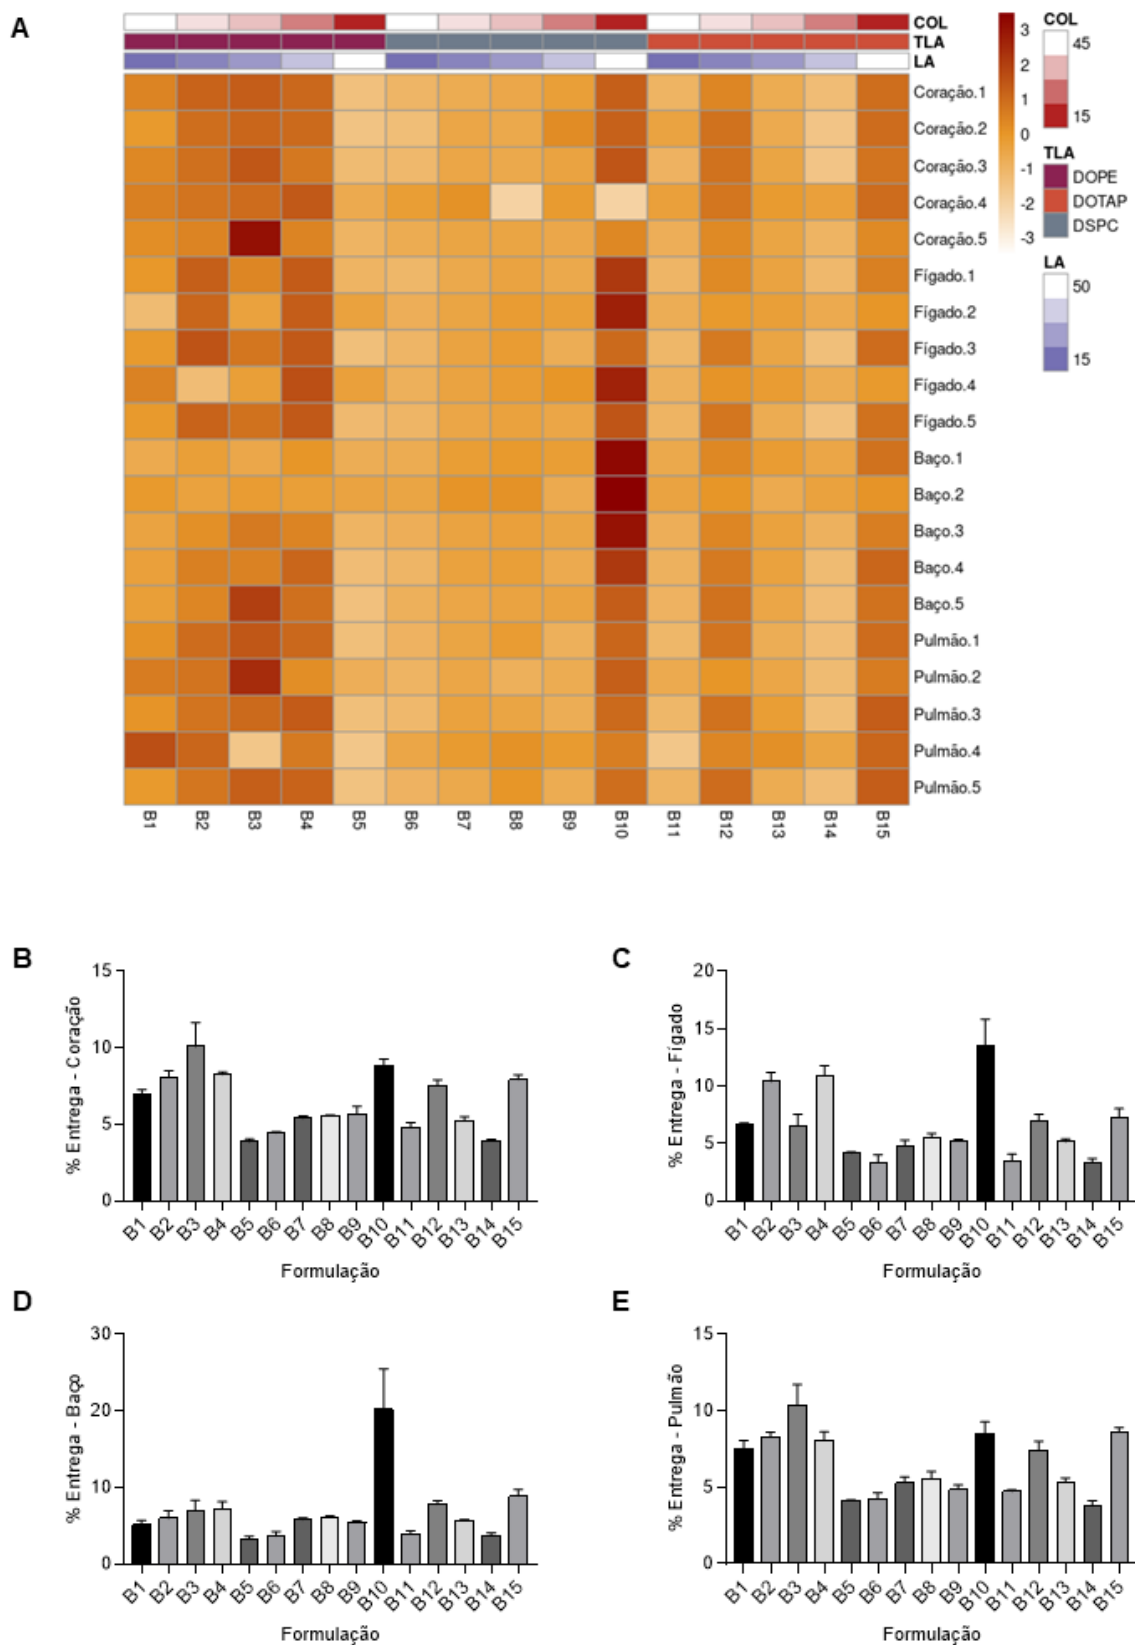 A
COL
TLA
LA
Coração.1
Coração.2
Coração.3
Coração.4
Coração.5
Fígado.1
Fígado.2
Fígado.3
Fígado.4
Fígado.5
Baço.1
Baço.2
Baço.3
Baço.4
Baço.5
Pulmão.1
Pulmão.2
Pulmão.3
Pulmão.4
Pulmão.5
B1 B2 B3 B4 B5 B6 B7 B8 B9 B10 B11 B12 B13 B14 B15
3
2
1
0
-1
-2
-3
COL
45
15
TLA
DOPE
DOTAP
DSPC
LA
50
15
B
% Entrega - Coração
15
10
5
0
B1 B2 B3 B4 B5 B6 B7 B8 B9 B10 B11 B12 B13 B14 B15
Formulação
C
% Entrega - Fígado
20
15
10
5
0
B1 B2 B3 B4 B5 B6 B7 B8 B9 B10 B11 B12 B13 B14 B15
Formulação
D
% Entrega - Baço
30
20
10
0
B1 B2 B3 B4 B5 B6 B7 B8 B9 B10 B11 B12 B13 B14 B15
Formulação
E
% Entrega - Pulmão
15
10
5
0
B1 B2 B3 B4 B5 B6 B7 B8 B9 B10 B11 B12 B13 B14 B15
Formulação